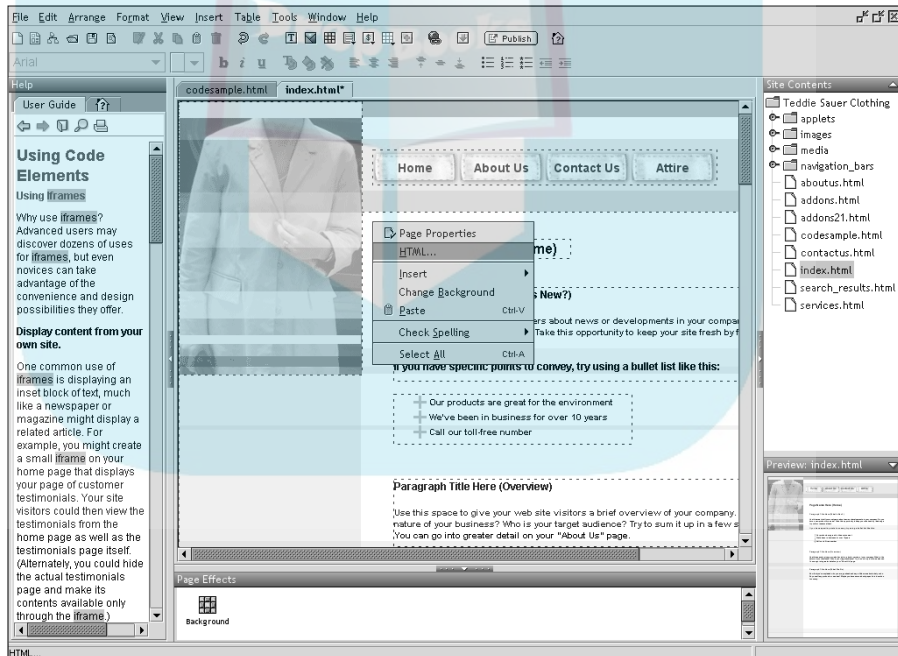 File Edit Arrange Format View Insert Table Tools Window Help
Publish
Arial
b i u
Help
User Guide
Using Code
Elements
Using iframes
Why use iframes?
Advanced users may
discover dozens of uses
for iframes, but even
novices can take
advantage of the
convenience and design
possibilities they offer.
Display content from your
own site.
One common use of
iframes is displaying an
inset block of text, much
like a newspaper or
magazine might display a
related article. For
example, you might create
a small iframe on your
home page that displays
your page of customer
testimonials. Your site
visitors could then view the
testimonials from the
home page as well as the
testimonials page itself.
(Alternately, you could hide
the actual testimonials
page and make its
contents available only
through the iframe.)
codesample.html index.html*
Home About Us Contact Us Attire
me)
s New?)
ers about news or developments in your compa
Take this opportunity to keep your site fresh by f
If you have specific points to convey, try using a bullet list like this:
Our products are great for the environment
We've been in business for over 10 years
Call our toll-free number
Paragraph Title Here (Overview)
Use this space to give your web site visitors a brief overview of your company.
nature of your business? Who is your target audience? Try to sum it up in a few s
You can go into greater detail on your "About Us" page.
Page Properties
HTML...
Insert
Change Background
Paste Ctrl-V
Check Spelling
Select All Ctrl-A
Page Effects
Background
Site Contents
Teddie Sauer Clothing
applets
images
media
navigation_bars
aboutus.html
addons.html
addons21.html
codesample.html
contactus.html
index.html
search_results.html
services.html
Preview: index.html
HTML...